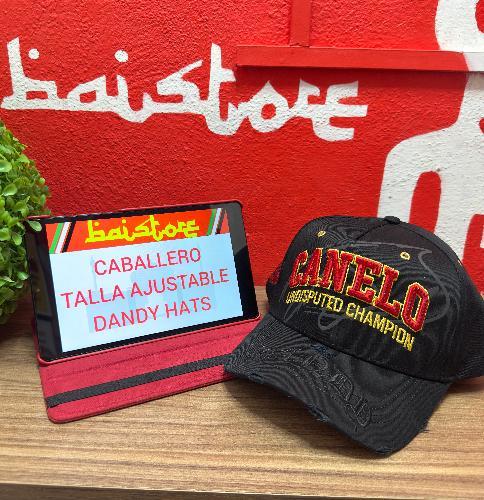 baistore
baistore
CABALLERO
TALLA AJUSTABLE
DANDY HATS
CANELO
UNDISPUTED CHAMPION